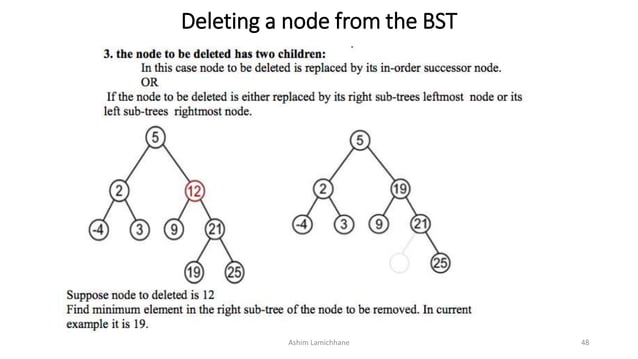 Deleting a node from the BST
3. the node to be deleted has two children:
In this case node to be deleted is replaced by its in-order successor node.
OR
If the node to be deleted is either replaced by its right sub-trees leftmost node or its
left sub-trees rightmost node.
5
2 12
-4 3 9 21
19 25
5
2 19
-4 3 9 21
25
Suppose node to deleted is 12
Find minimum element in the right sub-tree of the node to be removed. In current
example it is 19.
Ashim Lamichhane 48